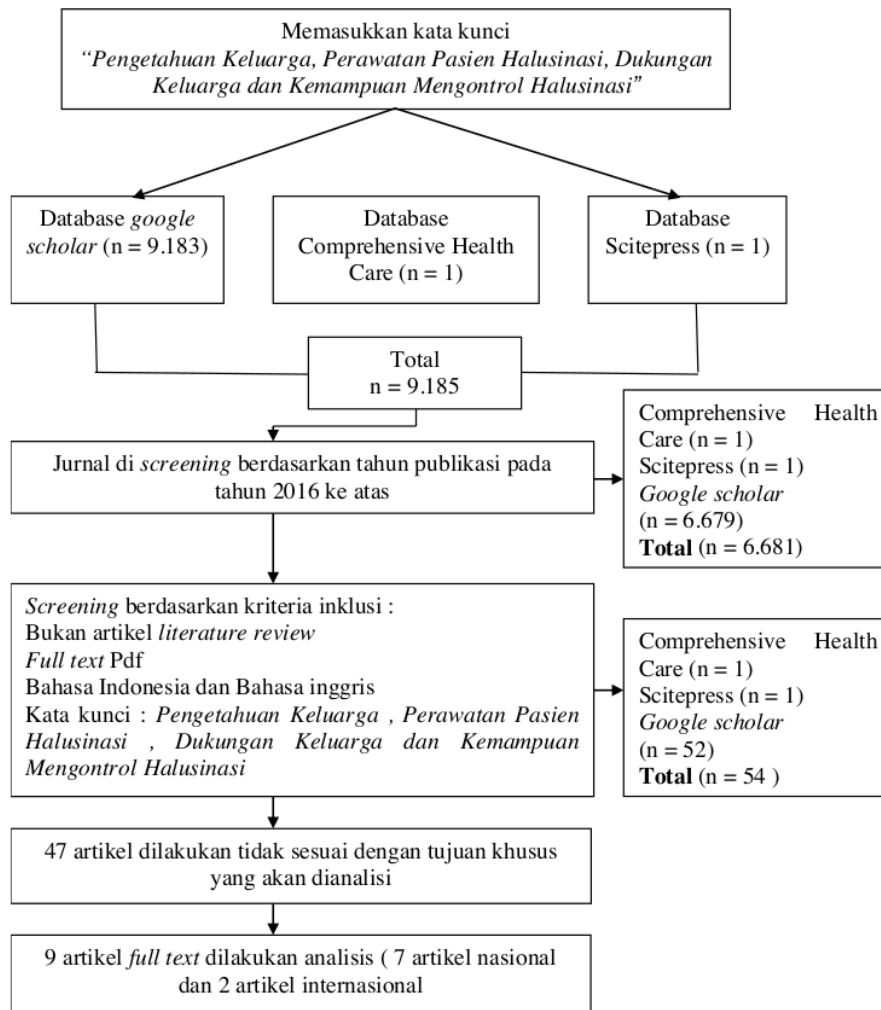 Memasukkan kata kunci
“Pengetahuan Keluarga, Perawatan Pasien Halusinasi, Dukungan
Keluarga dan Kemampuan Mengontrol Halusinasi”
Database google
scholar (n = 9.183)
Database
Comprehensive Health
Care (n = 1)
Database
Scitepress (n = 1)
Total
n = 9.185
Jurnal di screening berdasarkan tahun publikasi pada
tahun 2016 ke atas
Comprehensive Health
Care (n = 1)
Scitepress (n = 1)
Google scholar
(n = 6.679)
Total (n = 6.681)
Screening berdasarkan kriteria inklusi :
Bukan artikel literature review
Full text Pdf
Bahasa Indonesia dan Bahasa inggris
Kata kunci : Pengetahuan Keluarga , Perawatan Pasien
Halusinasi , Dukungan Keluarga dan Kemampuan
Mengontrol Halusinasi
Comprehensive Health
Care (n = 1)
Scitepress (n = 1)
Google scholar
(n = 52)
Total (n = 54 )
47 artikel dilakukan tidak sesuai dengan tujuan khusus
yang akan dianalisi
9 artikel full text dilakukan analisis ( 7 artikel nasional
dan 2 artikel internasional